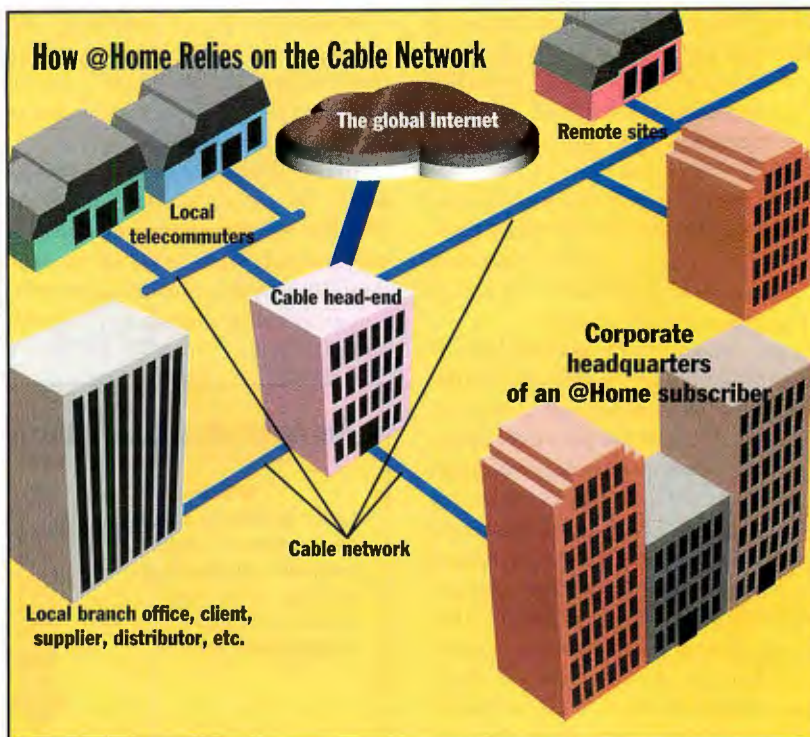 How @Home Relies on the Cable Network
The global Internet
Remote sites
Local
telecommuters
Cable head-end
Corporate
headquarters
of an @Home subscriber
Cable network
Local branch office, client,
supplier, distributor, etc.